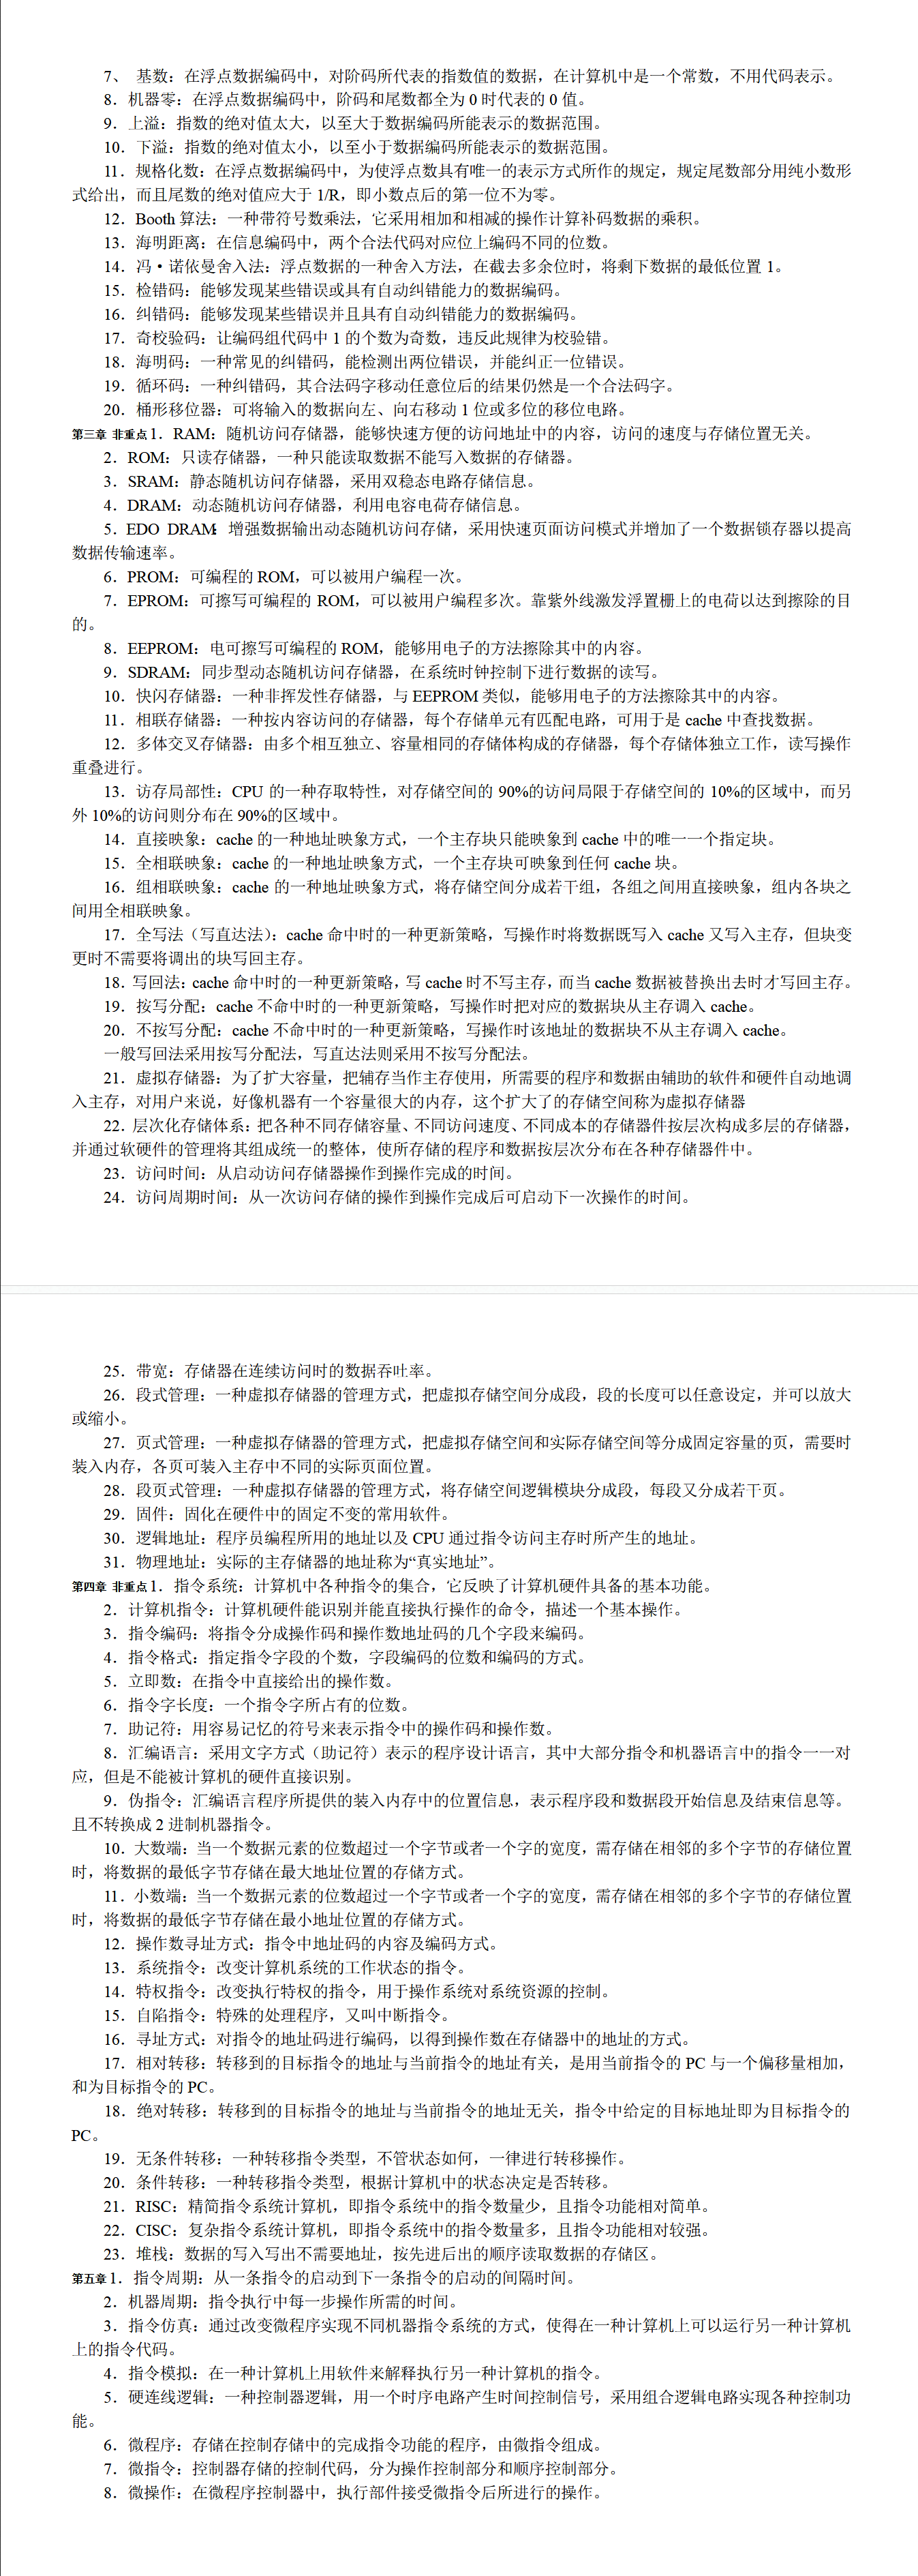 7、 基数：在浮点数据编码中，对阶码所代表的指数值的数据，在计算机中是一个常数，不用代码表示。
8．机器零：在浮点数据编码中，阶码和尾数都全为 0 时代表的 0 值。
9．上溢：指数的绝对值太大，以至大于数据编码所能表示的数据范围。
10．下溢：指数的绝对值太小，以至小于数据编码所能表示的数据范围。
11．规格化数：在浮点数据编码中，为使浮点数具有唯一的表示方式所作的规定，规定尾数部分用纯小数形
式给出，而且尾数的绝对值应大于 1/R，即小数点后的第一位不为零。
12．Booth 算法：一种带符号数乘法，它采用相加和相减的操作计算补码数据的乘积。
13．海明距离：在信息编码中，两个合法代码对应位上编码不同的位数。
14．冯·诺依曼舍入法：浮点数据的一种舍入方法，在截去多余位时，将剩下数据的最低位置 1。
15．检错码：能够发现某些错误或具有自动纠错能力的数据编码。
16．纠错码：能够发现某些错误并且具有自动纠错能力的数据编码。
17．奇校验码：让编码组代码中 1 的个数为奇数，违反此规律为校验错。
18．海明码：一种常见的纠错码，能检测出两位错误，并能纠正一位错误。
19．循环码：一种纠错码，其合法码字移动任意位后的结果仍然是一个合法码字。
20．桶形移位器：可将输入的数据向左、向右移动 1 位或多位的移位电路。
第三章 非重点 1．RAM：随机访问存储器，能够快速方便的访问地址中的内容，访问的速度与存储位置无关。
2．ROM：只读存储器，一种只能读取数据不能写入数据的存储器。
3．SRAM：静态随机访问存储器，采用双稳态电路存储信息。
4．DRAM：动态随机访问存储器，利用电容电荷存储信息。
5．EDO DRAM：增强数据输出动态随机访问存储，采用快速页面访问模式并增加了一个数据锁存器以提高
数据传输速率。
6．PROM：可编程的 ROM，可以被用户编程一次。
7．EPROM：可擦写可编程的 ROM，可以被用户编程多次。靠紫外线激发浮置栅上的电荷以达到擦除的目
的。
8．EEPROM：电可擦写可编程的 ROM，能够用电子的方法擦除其中的内容。
9．SDRAM：同步型动态随机访问存储器，在系统时钟控制下进行数据的读写。
10．快闪存储器：一种非挥发性存储器，与 EEPROM 类似，能够用电子的方法擦除其中的内容。
11．相联存储器：一种按内容访问的存储器，每个存储单元有匹配电路，可用于是 cache 中查找数据。
12．多体交叉存储器：由多个相互独立、容量相同的存储体构成的存储器，每个存储体独立工作，读写操作
重叠进行。
13．访存局部性：CPU 的一种存取特性，对存储空间的 90%的访问局限于存储空间的 10%的区域中，而另
外 10%的访问则分布在 90%的区域中。
14．直接映象：cache 的一种地址映象方式，一个主存块只能映象到 cache 中的唯一一个指定块。
15．全相联映象：cache 的一种地址映象方式，一个主存块可映象到任何 cache 块。
16．组相联映象：cache 的一种地址映象方式，将存储空间分成若干组，各组之间用直接映象，组内各块之
间用全相联映象。
17．全写法（写直达法）：cache 命中时的一种更新策略，写操作时将数据既写入 cache 又写入主存，但块变
更时不需要将调出的块写回主存。
18．写回法：cache 命中时的一种更新策略，写 cache 时不写主存，而当 cache 数据被替换出去时才写回主存。
19．按写分配：cache 不命中时的一种更新策略，写操作时把对应的数据块从主存调入 cache。
20．不按写分配：cache 不命中时的一种更新策略，写操作时该地址的数据块不从主存调入 cache。
一般写回法采用按写分配法，写直达法则采用不按写分配法。
21．虚拟存储器：为了扩大容量，把辅存当作主存使用，所需要的程序和数据由辅助的软件和硬件自动地调
入主存，对用户来说，好像机器有一个容量很大的内存，这个扩大了的存储空间称为虚拟存储器
22．层次化存储体系：把各种不同存储容量、不同访问速度、不同成本的存储器件按层次构成多层的存储器，
并通过软硬件的管理将其组成统一的整体，使所存储的程序和数据按层次分布在各种存储器件中。
23．访问时间：从启动访问存储器操作到操作完成的时间。
24．访问周期时间：从一次访问存储的操作到操作完成后可启动下一次操作的时间。
25．带宽：存储器在连续访问时的数据吞吐率。
26．段式管理：一种虚拟存储器的管理方式，把虚拟存储空间分成段，段的长度可以任意设定，并可以放大
或缩小。
27．页式管理：一种虚拟存储器的管理方式，把虚拟存储空间和实际存储空间等分成固定容量的页，需要时
装入内存，各页可装入主存中不同的实际页面位置。
28．段页式管理：一种虚拟存储器的管理方式，将存储空间逻辑模块分成段，每段又分成若干页。
29．固件：固化在硬件中的固定不变的常用软件。
30．逻辑地址：程序员编程所用的地址以及 CPU 通过指令访问主存时所产生的地址。
31．物理地址：实际的主存储器的地址称为“真实地址”。
第四章 非重点 1．指令系统：计算机中各种指令的集合，它反映了计算机硬件具备的基本功能。
2．计算机指令：计算机硬件能识别并能直接执行操作的命令，描述一个基本操作。
3．指令编码：将指令分成操作码和操作数地址码的几个字段来编码。
4．指令格式：指定指令字段的个数，字段编码的位数和编码的方式。
5．立即数：在指令中直接给出的操作数。
6．指令字长度：一个指令字所占有的位数。
7．助记符：用容易记忆的符号来表示指令中的操作码和操作数。
8．汇编语言：采用文字方式（助记符）表示的程序设计语言，其中大部分指令和机器语言中的指令一一对
应，但是不能被计算机的硬件直接识别。
9．伪指令：汇编语言程序所提供的装入内存中的位置信息，表示程序段和数据段开始信息及结束信息等。
且不转换成 2 进制机器指令。
10．大数端：当一个数据元素的位数超过一个字节或者一个字的宽度，需存储在相邻的多个字节的存储位置
时，将数据的最低字节存储在最大地址位置的存储方式。
11．小数端：当一个数据元素的位数超过一个字节或者一个字的宽度，需存储在相邻的多个字节的存储位置
时，将数据的最低字节存储在最小地址位置的存储方式。
12．操作数寻址方式：指令中地址码的内容及编码方式。
13．系统指令：改变计算机系统的工作状态的指令。
14．特权指令：改变执行特权的指令，用于操作系统对系统资源的控制。
15．自陷指令：特殊的处理程序，又叫中断指令。
16．寻址方式：对指令的地址码进行编码，以得到操作数在存储器中的地址的方式。
17．相对转移：转移到的目标指令的地址与当前指令的地址有关，是用当前指令的 PC 与一个偏移量相加，
和为目标指令的 PC。
18．绝对转移：转移到的目标指令的地址与当前指令的地址无关，指令中给定的目标地址即为目标指令的
PC。
19．无条件转移：一种转移指令类型，不管状态如何，一律进行转移操作。
20．条件转移：一种转移指令类型，根据计算机中的状态决定是否转移。
21．RISC：精简指令系统计算机，即指令系统中的指令数量少，且指令功能相对简单。
22．CISC：复杂指令系统计算机，即指令系统中的指令数量多，且指令功能相对较强。
23．堆栈：数据的写入写出不需要地址，按先进后出的顺序读取数据的存储区。
第五章 1．指令周期：从一条指令的启动到下一条指令的启动的间隔时间。
2．机器周期：指令执行中每一步操作所需的时间。
3．指令仿真：通过改变微程序实现不同机器指令系统的方式，使得在一种计算机上可以运行另一种计算机
上的指令代码。
4．指令模拟：在一种计算机上用软件来解释执行另一种计算机的指令。
5．硬连线逻辑：一种控制器逻辑，用一个时序电路产生时间控制信号，采用组合逻辑电路实现各种控制功
能。
6．微程序：存储在控制存储中的完成指令功能的程序，由微指令组成。
7．微指令：控制器存储的控制代码，分为操作控制部分和顺序控制部分。
8．微操作：在微程序控制器中，执行部件接受微指令后所进行的操作。